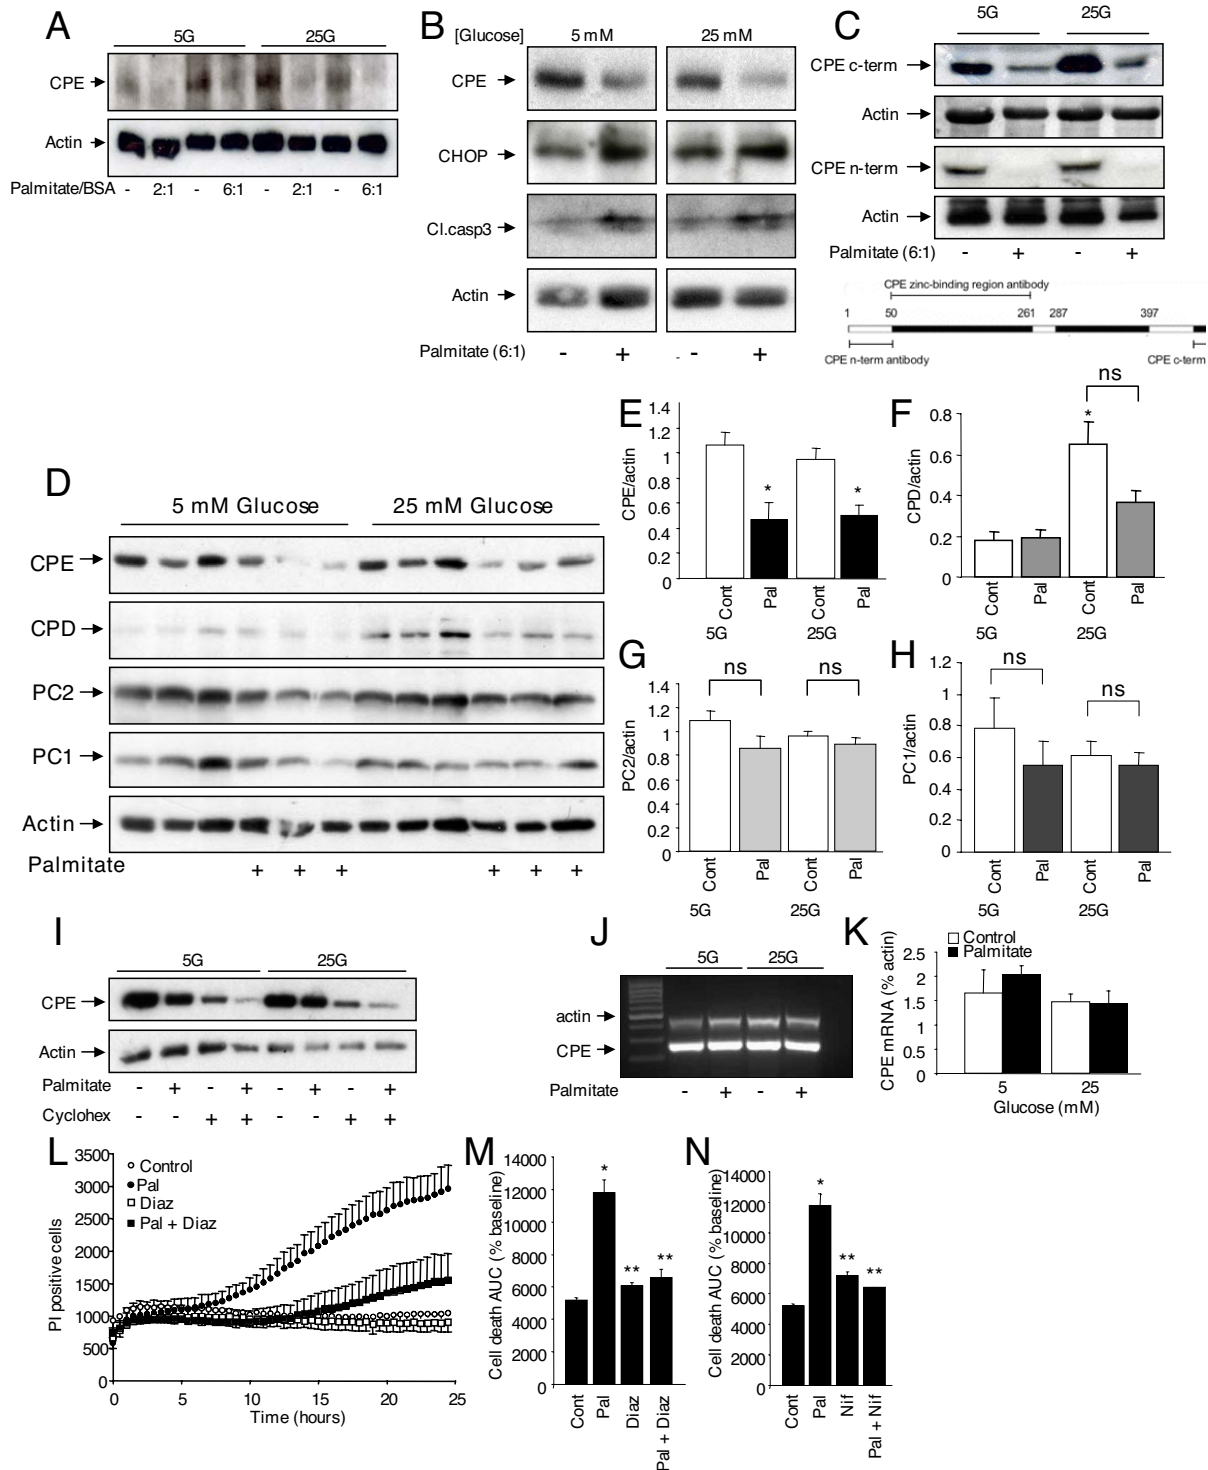 A
5G 25G
CPE
Actin
Palmitate/BSA - 2:1 - 6:1 - 2:1 - 6:1
B
[Glucose] 5 mM 25 mM
CPE
CHOP
Cl.casp3
Actin
Palmitate (6:1) - + - +
C
5G 25G
CPE c-term
Actin
CPE n-term
Actin
Palmitate (6:1) - + - +
CPE zinc-binding region antibody
1 50 261 287 397
CPE n-term antibody CPE c-term
D
5 mM Glucose 25 mM Glucose
CPE
CPD
PC2
PC1
Actin
Palmitate + + + + + +
E
CPE/actin
1.4
1.2
1
0.8
0.6
0.4
0.2
0
* *
Cont Pal Cont Pal
5G 25G
F
CPD/actin
0.8
0.6
0.4
0.2
0
ns
*
Cont Pal Cont Pal
5G 25G
G
PC2/actin
1.4
1.2
1
0.8
0.6
0.4
0.2
0
ns ns
Cont Pal Cont Pal
5G 25G
H
PC1/actin
1.2
1
0.8
0.6
0.4
0.2
0
ns ns
Cont Pal Cont Pal
5G 25G
I
5G 25G
CPE
Actin
Palmitate - + - + - + - +
Cyclohex - - + + - - + +
J
5G 25G
actin
CPE
Palmitate - + - +
K
Control
Palmitate
CPE mRNA (% actin)
2.5
2
1.5
1
0.5
0
5 25
Glucose (mM)
L
PI positive cells
3500
3000
2500
2000
1500
1000
500
0
Control
Pal
Diaz
Pal + Diaz
0 5 10 15 20 25
Time (hours)
M
Cell death AUC (% baseline)
14000
12000
10000
8000
6000
4000
2000
0
* ** **
Cont Pal Diaz Pal + Diaz
N
Cell death AUC (% baseline)
14000
12000
10000
8000
6000
4000
2000
0
* ** **
Cont Pal Nif Pal + Nif